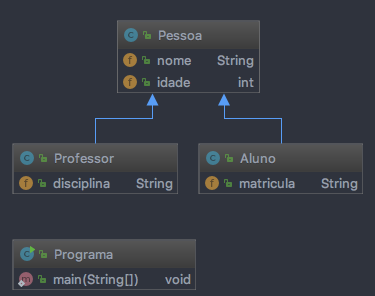 Pessoa
nome String
idade int
Professor
disciplina String
Aluno
matricula String
Programa
main(String[]) void